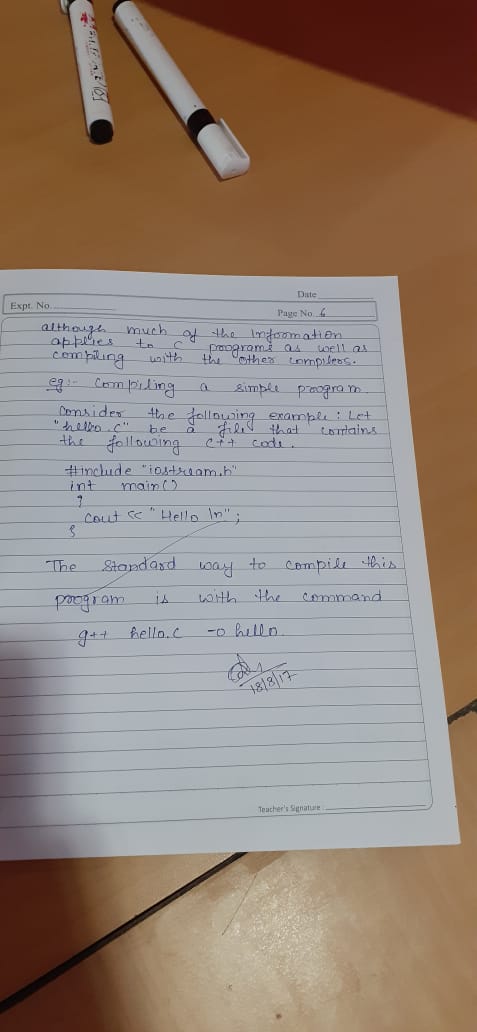 Date
Expt. No.
Page No. 6
although much of the Information
applies to C programs as well as
compiling with the other compilers.
eg:- Compiling a simple program.
Consider the following example : Let
"hello.c" be a file that contains
the following C++ code.
#include "iostream.h"
int main()
{
cout << "Hello \n";
}
The standard way to compile this
program is with the command
g++ hello.c -o hello.
18/8/17
Teacher's Signature :